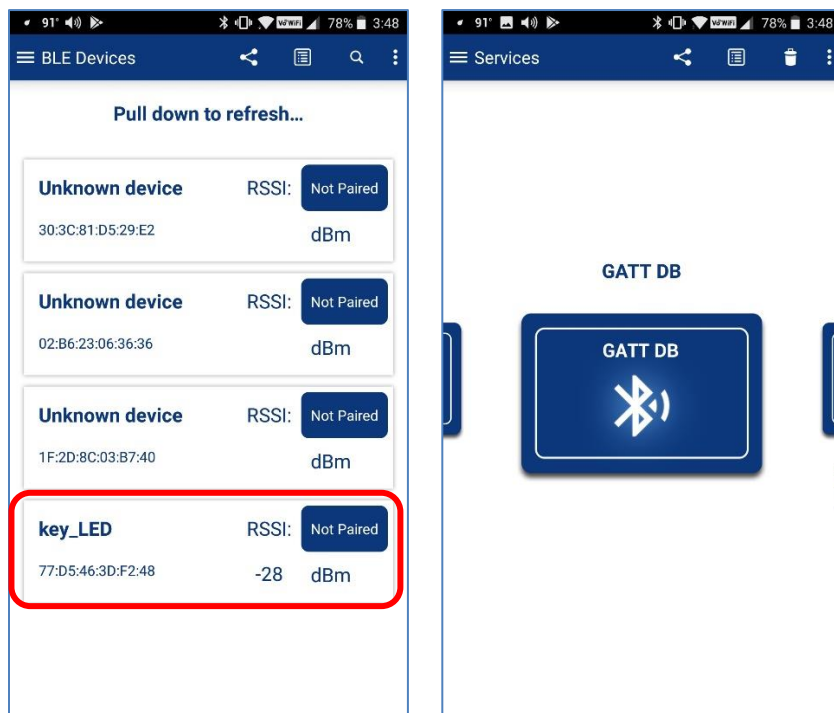 91° VoWiFi 78% 3:48
BLE Devices
Pull down to refresh...
Unknown device RSSI: Not Paired
30:3C:81:D5:29:E2 dBm
Unknown device RSSI: Not Paired
02:B6:23:06:36:36 dBm
Unknown device RSSI: Not Paired
1F:2D:8C:03:B7:40 dBm
key_LED RSSI: Not Paired
77:D5:46:3D:F2:48 -28 dBm
91° VoWiFi 78% 3:48
Services
GATT DB
GATT DB